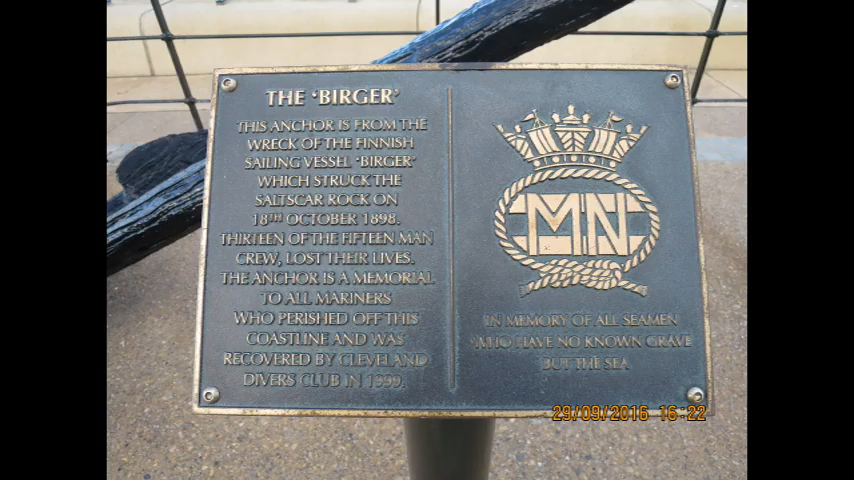 THE 'BIRGER'
THIS ANCHOR IS FROM THE
WRECK OF THE FINNISH
SAILING VESSEL 'BIRGER'
WHICH STRUCK THE
SALTSCAR ROCK ON
18TH OCTOBER 1898.
THIRTEEN OF THE FIFTEEN MAN
CREW, LOST THEIR LIVES.
THE ANCHOR IS A MEMORIAL
TO ALL MARINERS
WHO PERISHED OFF THIS
COASTLINE AND WAS
RECOVERED BY CLEVELAND
DIVERS CLUB IN 1999.
MN
IN MEMORY OF ALL SEAMEN
WHO HAVE NO KNOWN GRAVE
BUT THE SEA
29/09/2016 16:22